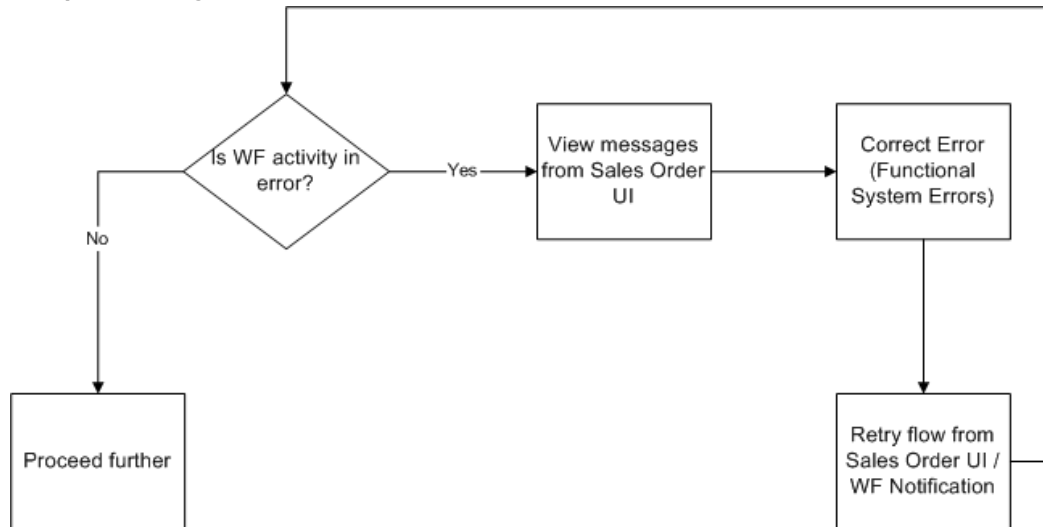 Is WF activity in
error?
Yes
View messages
from Sales Order
UI
Correct Error
(Functional
System Errors)
No
Proceed further
Retry flow from
Sales Order UI /
WF Notification